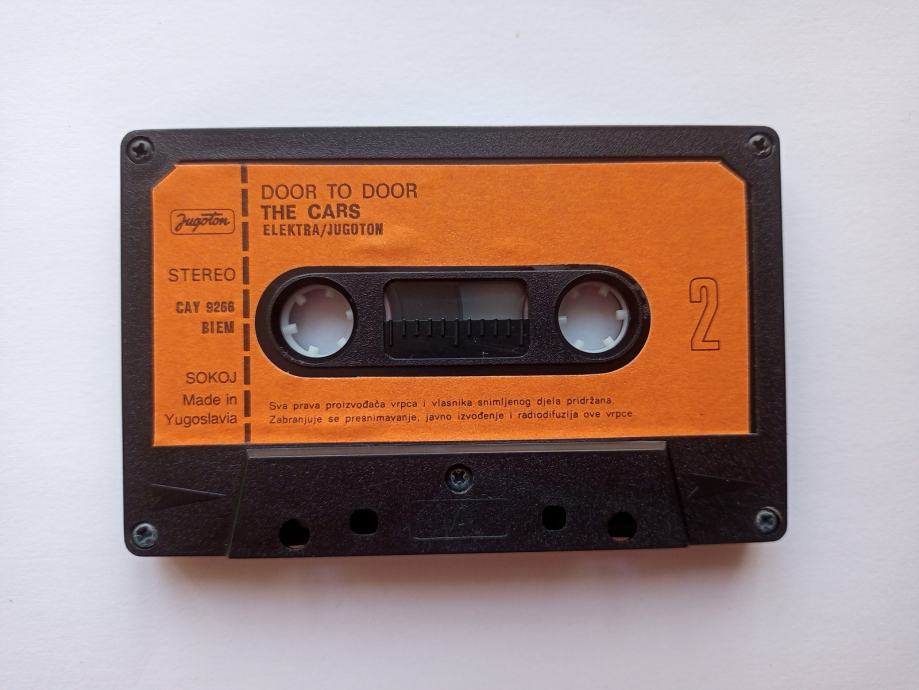 Jugoton
STEREO
CAY 9266
BIEM
SOKOJ
Made in
Yugoslavia
DOOR TO DOOR
THE CARS
ELEKTRA/JUGOTON
2
Sva prava proizvođača vrpca i vlasnika snimljenog djela pridržana.
Zabranjuje se presnimavanje, javno izvođenje i radiodifuzija ove vrpce